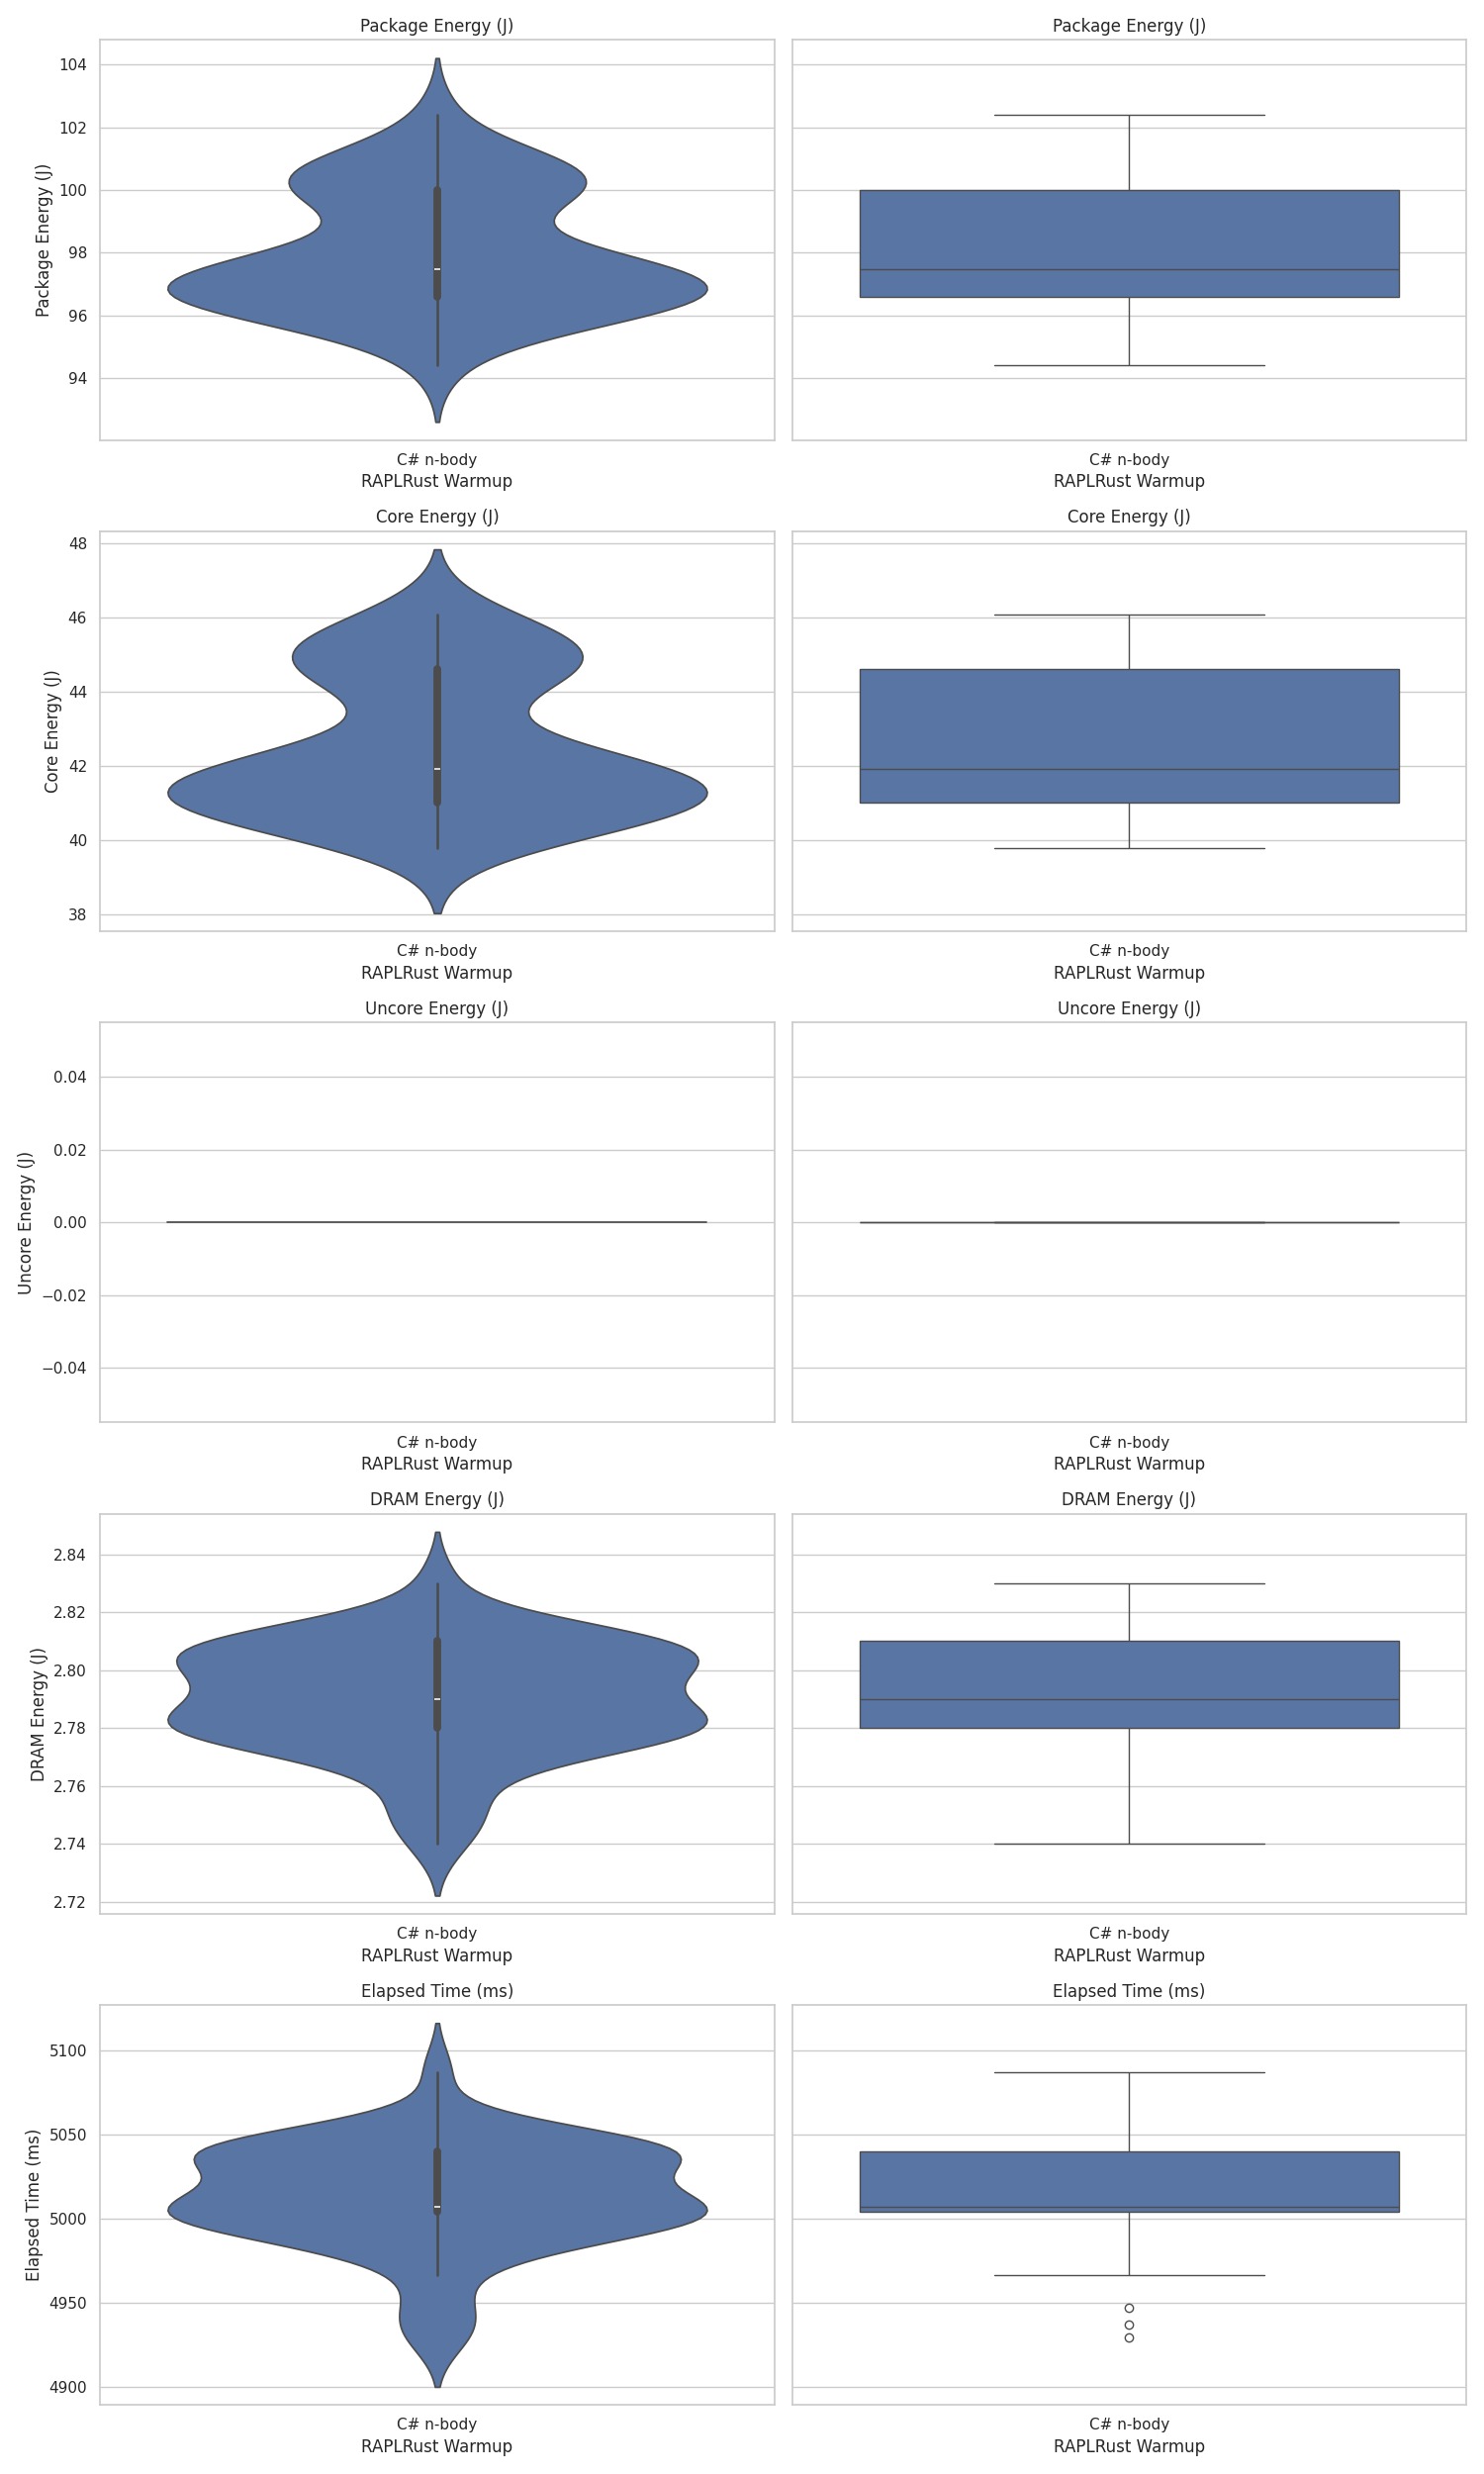 Package Energy (J)
Package Energy (J)
104
102
100
98
96
94
Package Energy (J)
C# n-body
RAPLRust Warmup
C# n-body
RAPLRust Warmup
Core Energy (J)
Core Energy (J)
48
46
44
42
40
38
Core Energy (J)
C# n-body
RAPLRust Warmup
C# n-body
RAPLRust Warmup
Uncore Energy (J)
Uncore Energy (J)
0.04
0.02
0.00
−0.02
−0.04
Uncore Energy (J)
C# n-body
RAPLRust Warmup
C# n-body
RAPLRust Warmup
DRAM Energy (J)
DRAM Energy (J)
2.84
2.82
2.80
2.78
2.76
2.74
2.72
DRAM Energy (J)
C# n-body
RAPLRust Warmup
C# n-body
RAPLRust Warmup
Elapsed Time (ms)
Elapsed Time (ms)
5100
5050
5000
4950
4900
Elapsed Time (ms)
C# n-body
RAPLRust Warmup
C# n-body
RAPLRust Warmup